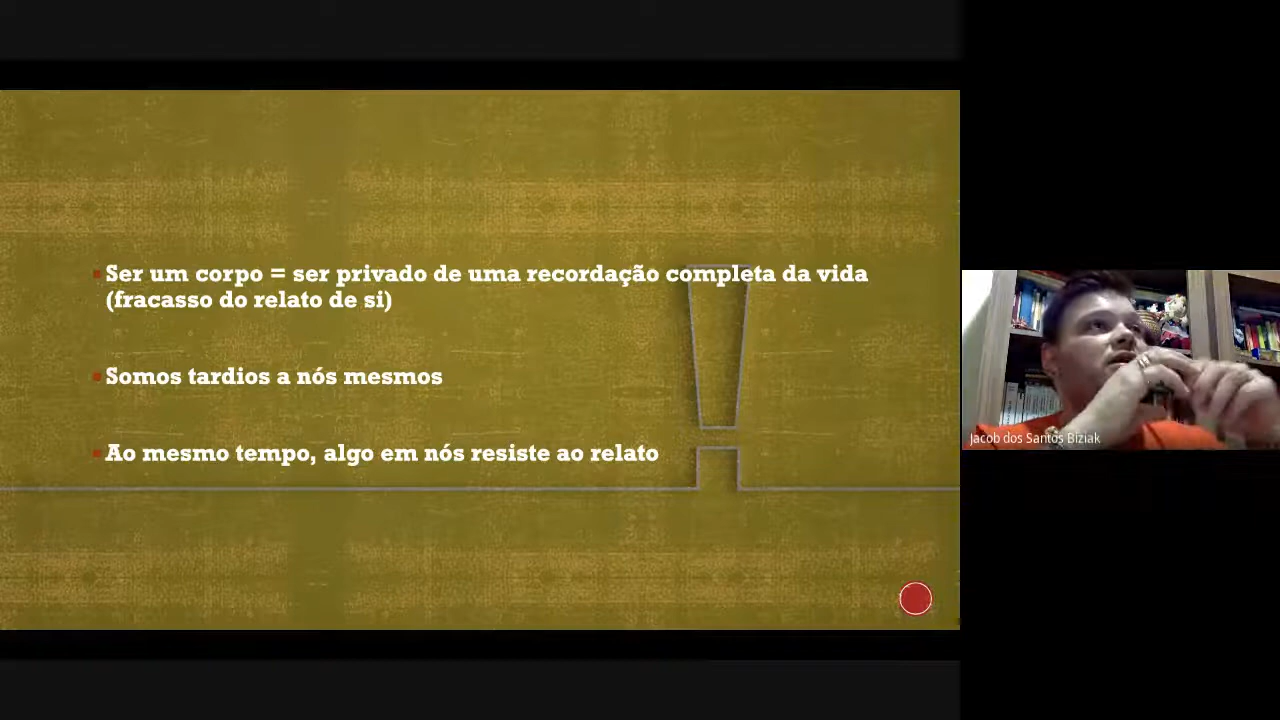 Ser um corpo = ser privado de uma recordação completa da vida
(fracasso do relato de si)
Somos tardios a nós mesmos
Ao mesmo tempo, algo em nós resiste ao relato
Jacob dos Santos Biziak